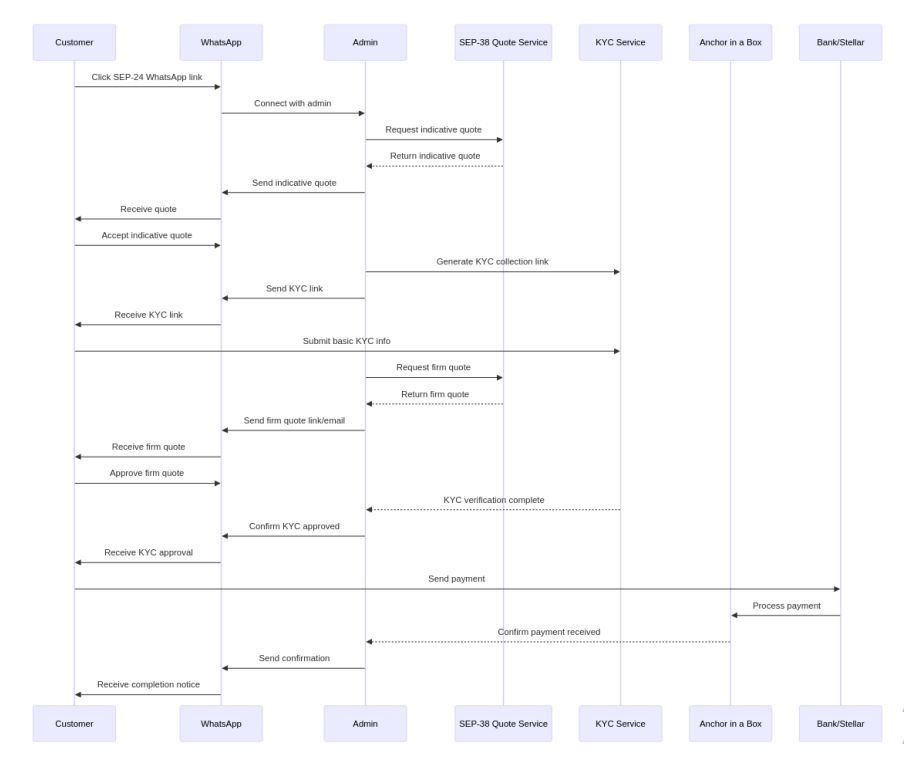 Customer
WhatsApp
Admin
SEP-38 Quote Service
KYC Service
Anchor in a Box
Bank/Stellar
Click SEP-24 WhatsApp link
Connect with admin
Request indicative quote
Return indicative quote
Send indicative quote
Receive quote
Accept indicative quote
Generate KYC collection link
Send KYC link
Receive KYC link
Submit basic KYC info
Request firm quote
Return firm quote
Send firm quote link/email
Receive firm quote
Approve firm quote
KYC verification complete
Confirm KYC approved
Receive KYC approval
Send payment
Process payment
Confirm payment received
Send confirmation
Receive completion notice
Customer
WhatsApp
Admin
SEP-38 Quote Service
KYC Service
Anchor in a Box
Bank/Stellar